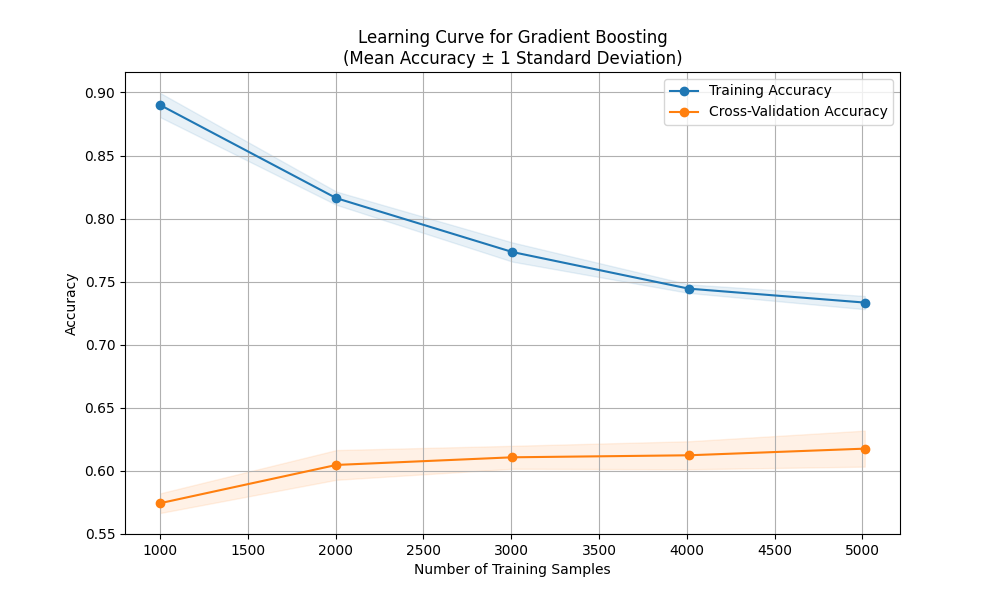 Learning Curve for Gradient Boosting
(Mean Accuracy ± 1 Standard Deviation)
Training Accuracy
Cross-Validation Accuracy
Accuracy
0.90
0.85
0.80
0.75
0.70
0.65
0.60
0.55
1000 1500 2000 2500 3000 3500 4000 4500 5000
Number of Training Samples